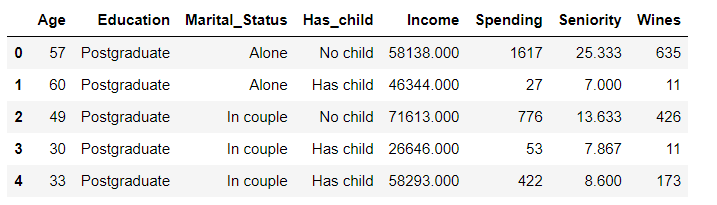 Age Education Marital_Status Has_child Income Spending Seniority Wines
0 57 Postgraduate Alone No child 58138.000 1617 25.333 635
1 60 Postgraduate Alone Has child 46344.000 27 7.000 11
2 49 Postgraduate In couple No child 71613.000 776 13.633 426
3 30 Postgraduate In couple Has child 26646.000 53 7.867 11
4 33 Postgraduate In couple Has child 58293.000 422 8.600 173